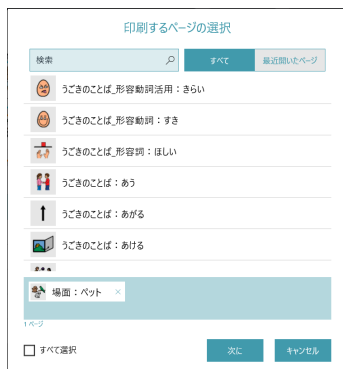 印刷するページの選択
検索
すべて
最近開いたページ
うごきのことば_形容動詞活用：きらい
うごきのことば_形容動詞：すき
うごきのことば_形容詞：ほしい
うごきのことば：あう
うごきのことば：あがる
うごきのことば：あける
場面：ペット ×
1 ページ
すべて選択
次に
キャンセル